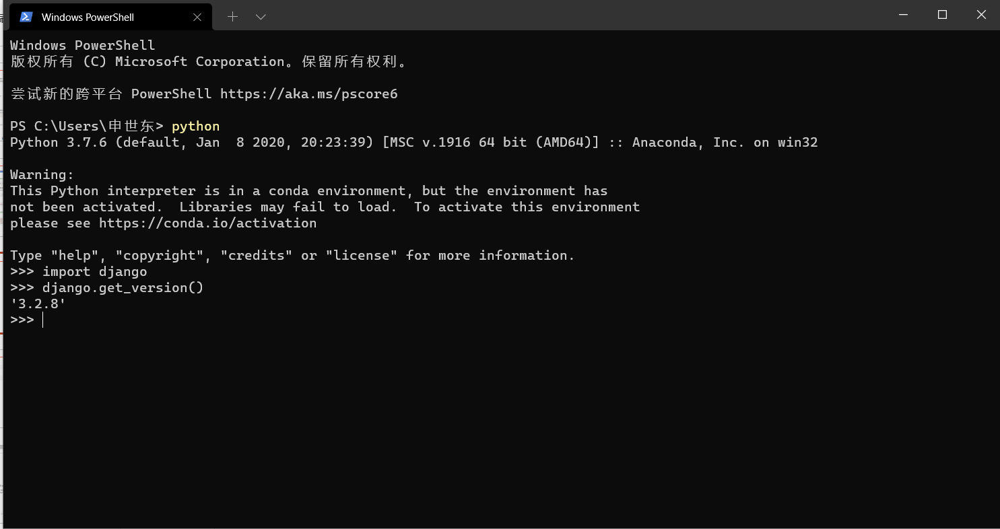 Windows PowerShell
Windows PowerShell
版权所有 (C) Microsoft Corporation。保留所有权利。
尝试新的跨平台 PowerShell https://aka.ms/pscore6
PS C:\Users\申世东> python
Python 3.7.6 (default, Jan  8 2020, 20:23:39) [MSC v.1916 64 bit (AMD64)] :: Anaconda, Inc. on win32
Warning:
This Python interpreter is in a conda environment, but the environment has
not been activated.  Libraries may fail to load.  To activate this environment
please see https://conda.io/activation
Type "help", "copyright", "credits" or "license" for more information.
>>> import django
>>> django.get_version()
'3.2.8'
>>>